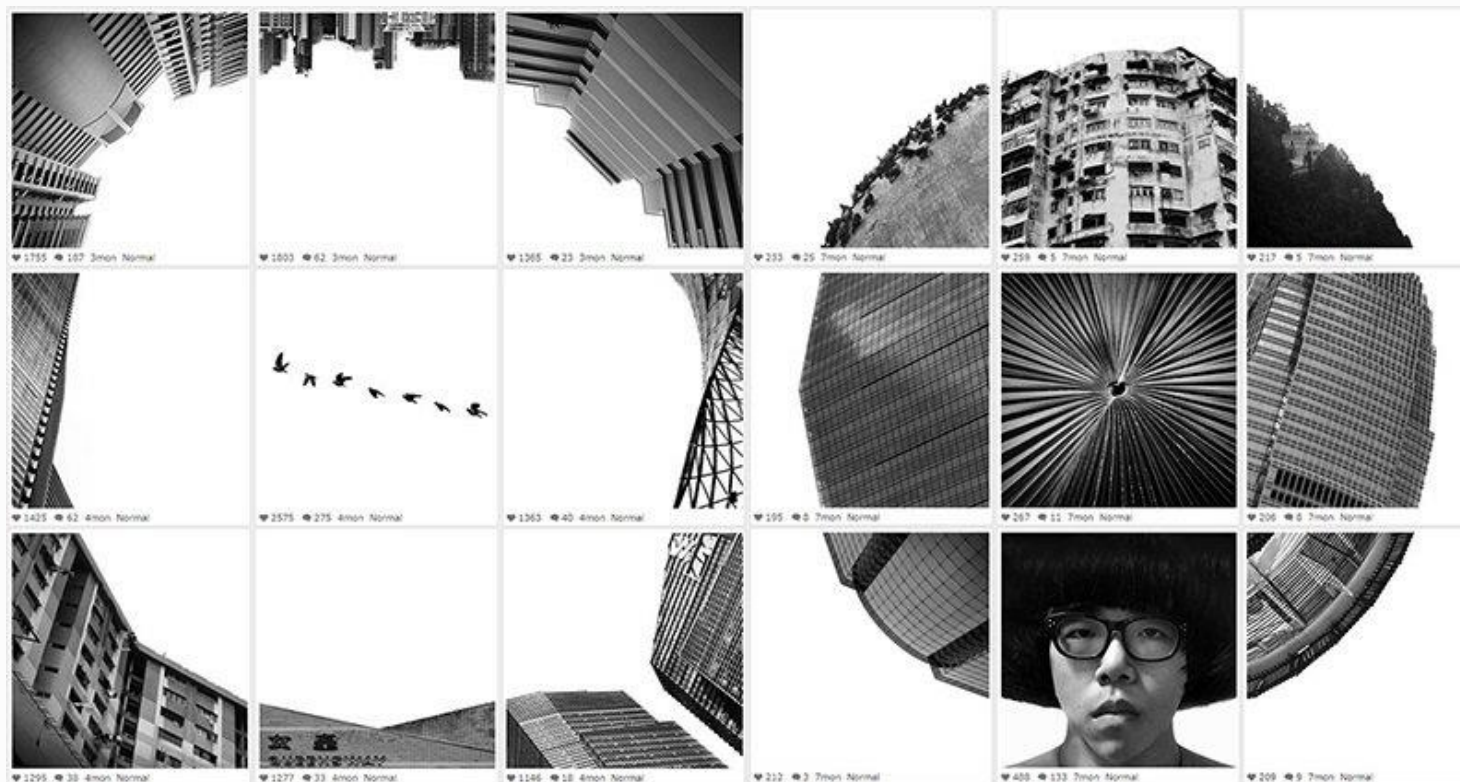 1755 187 3mon Normal
1803 62 3mon Normal
1365 23 3mon Normal
233 25 7mon Normal
259 5 7mon Normal
217 5 7mon Normal
1425 62 4mon Normal
2575 275 4mon Normal
1363 40 4mon Normal
195 8 7mon Normal
267 11 7mon Normal
206 6 7mon Normal
1295 38 4mon Normal
1277 33 4mon Normal
1146 18 4mon Normal
212 3 7mon Normal
488 133 7mon Normal
209 9 7mon Normal